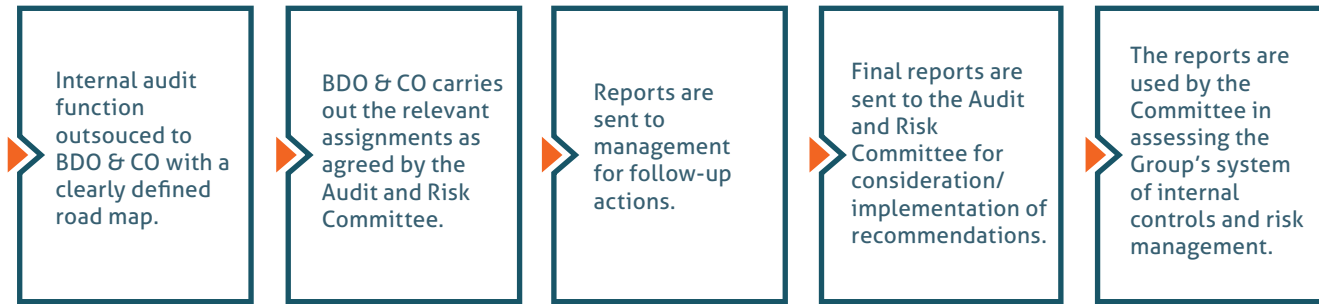 Internal audit
function
outsouced to
BDO & CO with a
clearly defined
road map.
BDO & CO carries
out the relevant
assignments as
agreed by the
Audit and Risk
Committee.
Reports are
sent to
management
for follow-up
actions.
Final reports are
sent to the Audit
and Risk
Committee for
consideration/
implementation of
recommendations.
The reports are
used by the
Committee in
assessing the
Group's system
of internal
controls and risk
management.